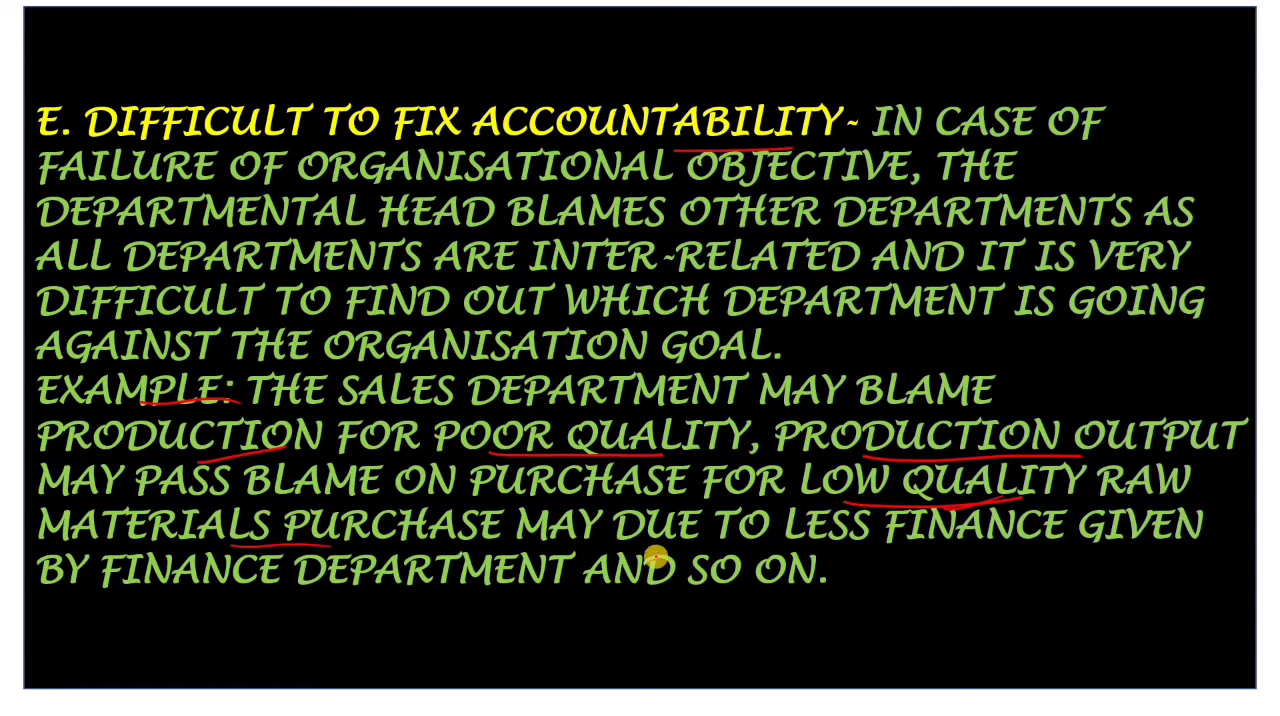 E. DIFFICULT TO FIX ACCOUNTABILITY- IN CASE OF
FAILURE OF ORGANISATIONAL OBJECTIVE, THE
DEPARTMENTAL HEAD BLAMES OTHER DEPARTMENTS AS
ALL DEPARTMENTS ARE INTER-RELATED AND IT IS VERY
DIFFICULT TO FIND OUT WHICH DEPARTMENT IS GOING
AGAINST THE ORGANISATION GOAL.
EXAMPLE: THE SALES DEPARTMENT MAY BLAME
PRODUCTION FOR POOR QUALITY, PRODUCTION OUTPUT
MAY PASS BLAME ON PURCHASE FOR LOW QUALITY RAW
MATERIALS PURCHASE MAY DUE TO LESS FINANCE GIVEN
BY FINANCE DEPARTMENT AND SO ON.